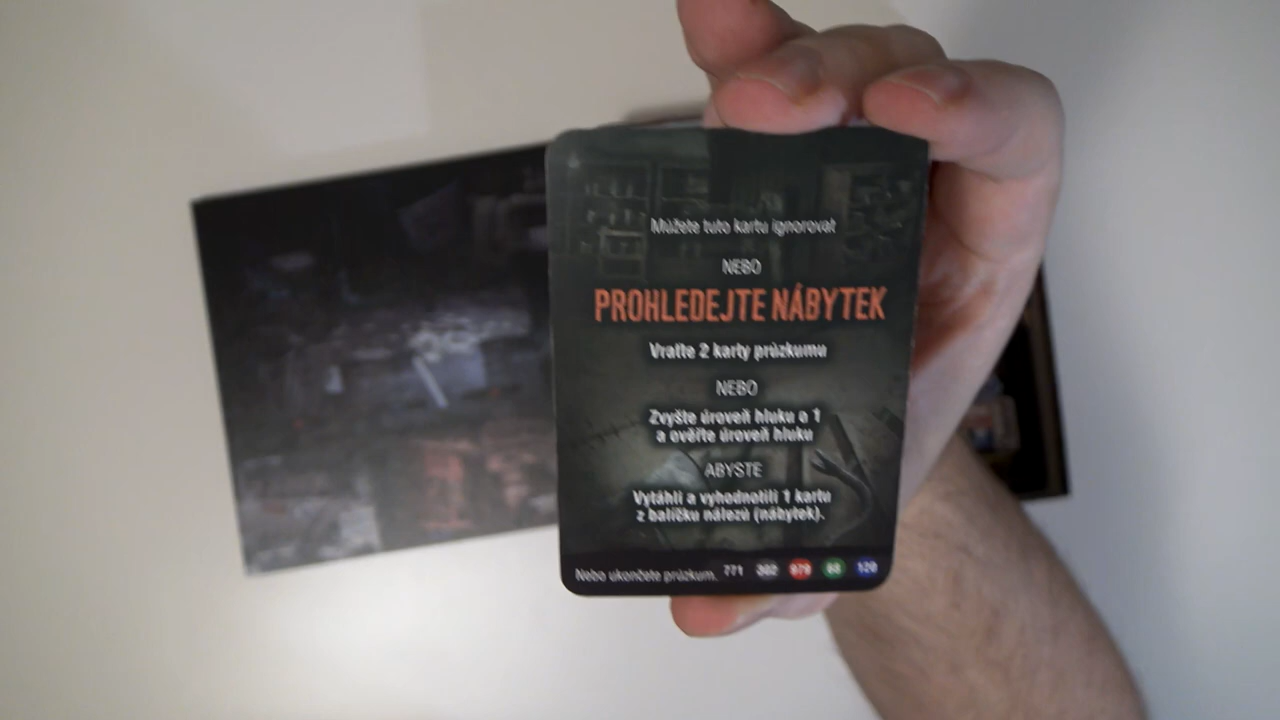 Můžete tuto kartu ignorovat
NEBO
PROHLEDEJTE NÁBYTEK
Vraťte 2 karty průzkumu
NEBO
Zvyšte úroveň hluku o 1
a ověřte úroveň hluku
ABYSTE
Vytáhli a vyhodnotili 1 kartu
z balíčku nálezů (nábytek).
Nebo ukončete průzkum. 771 120